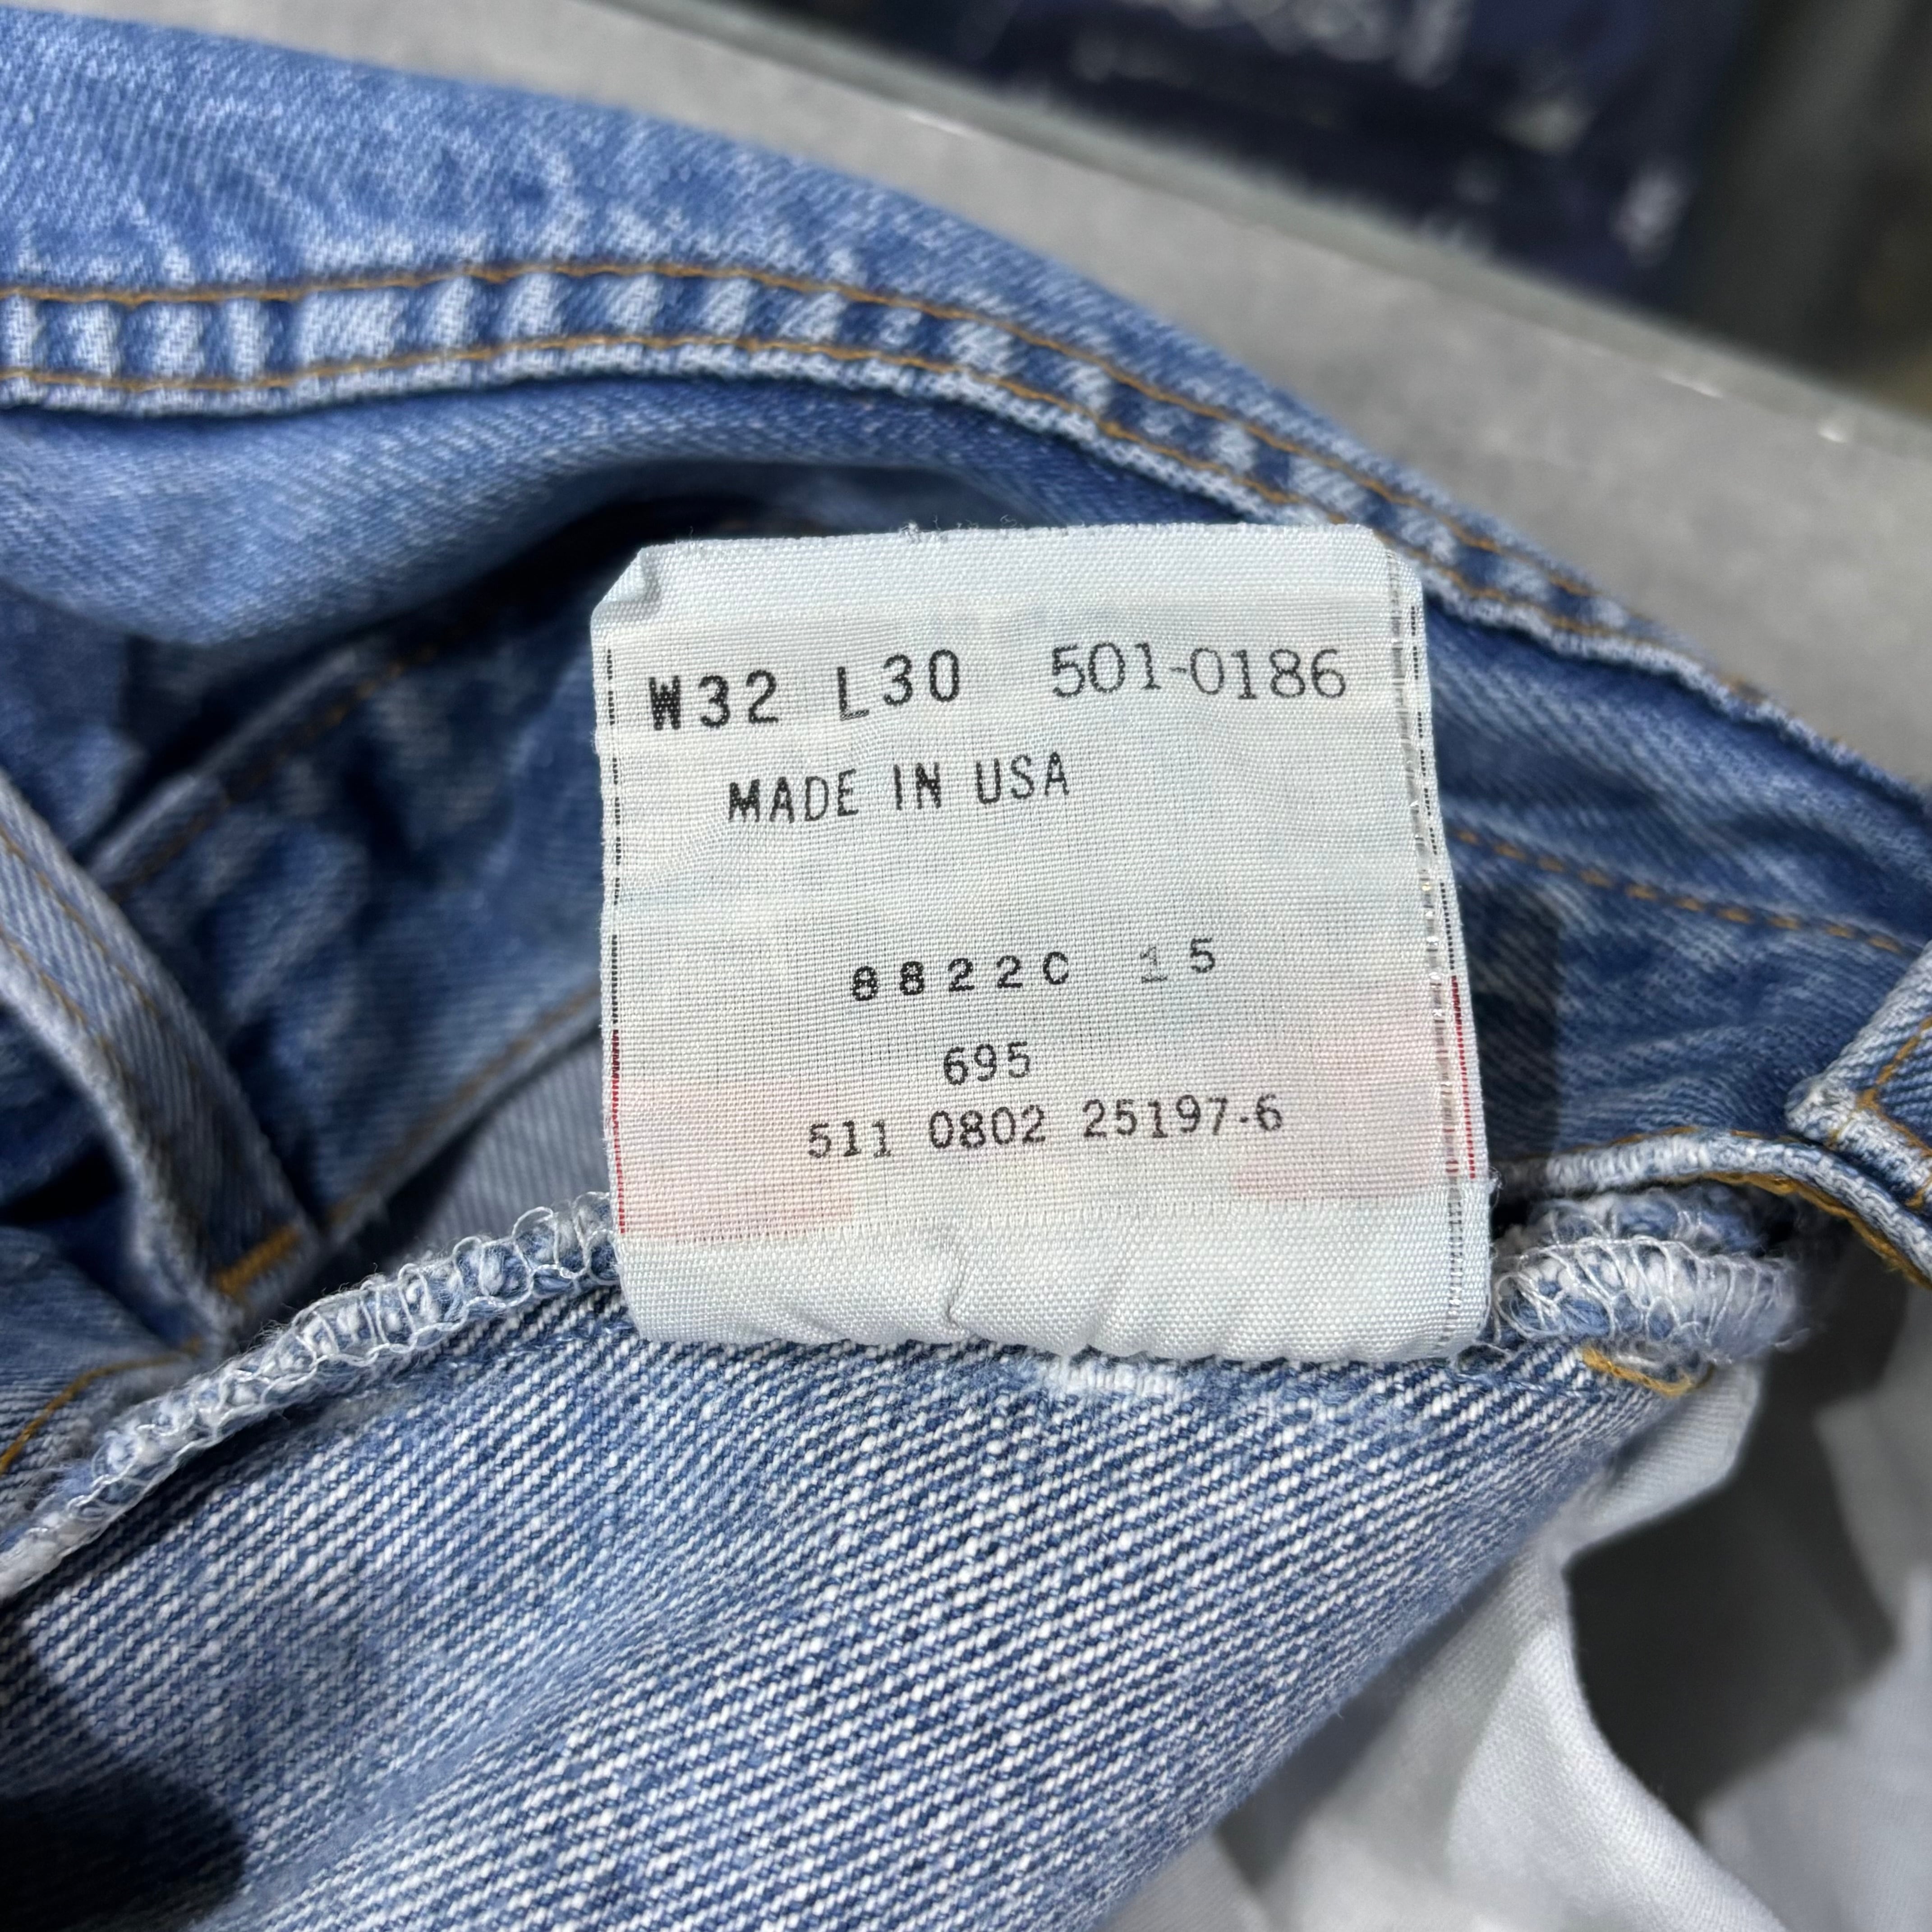 W32 L30 501-0186
MADE IN USA
8822C 15
695
511 0802 25197-6